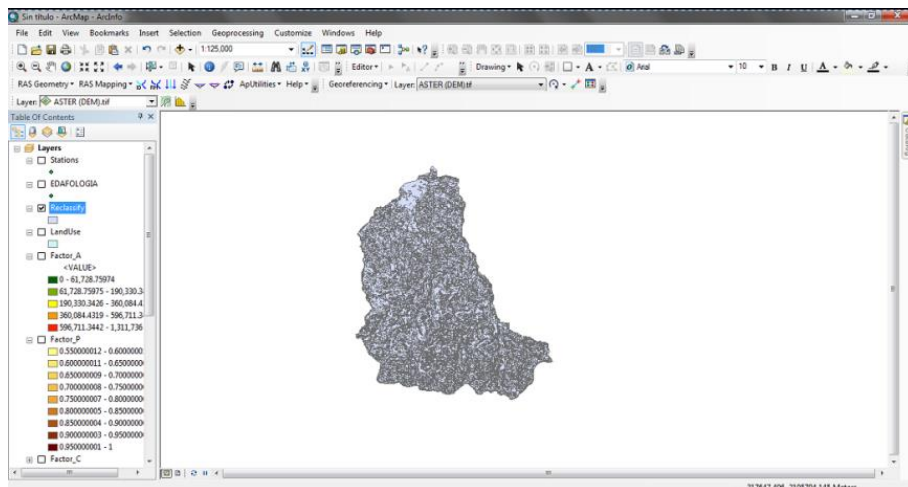 Sin título - ArcMap - ArcInfo
File Edit View Bookmarks Insert Selection Geoprocessing Customize Windows Help
1:125,000
Editor Drawing Arial 10 B I U A
RAS Geometry RAS Mapping ApUtilities Help Georeferencing Layer: ASTER (DEM).tif
Layer: ASTER (DEM).tif
Table Of Contents
Layers
Stations
EDAFOLOGIA
Reclassify
LandUse
Factor_A
<VALUE>
0 - 61,728.75974
61,728.75975 - 190,330.3
190,330.3426 - 360,084.4
360,084.4319 - 596,711.3
596,711.3442 - 1,311,736
Factor_P
0.550000012 - 0.6000000
0.600000011 - 0.6500000
0.650000009 - 0.7000000
0.700000008 - 0.7500000
0.750000007 - 0.8000000
0.800000005 - 0.8500000
0.850000004 - 0.9000000
0.900000003 - 0.9500000
0.950000001 - 1
Factor_C